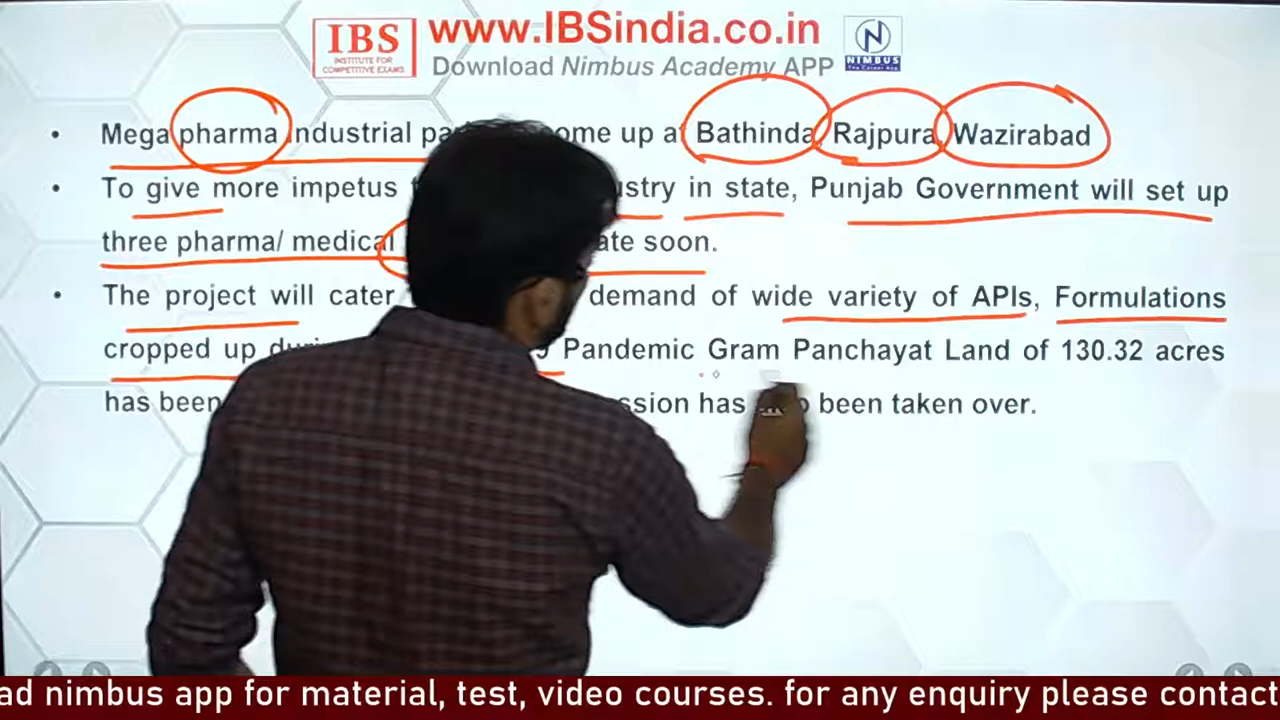 IBS
INSTITUTE FOR
COMPETITIVE EXAMS
www.IBSindia.co.in
Download Nimbus Academy APP
N
NIMBUS
• Mega pharma industrial pa ome up a Bathinda Rajpura Wazirabad
• To give more impetus ustry in state, Punjab Government will set up
three pharma/ medical ate soon.
• The project will cater demand of wide variety of APIs, Formulations
cropped up 9 Pandemic Gram Panchayat Land of 130.32 acres
has been ssion has been taken over.
ad nimbus app for material, test, video courses. for any enquiry please contact